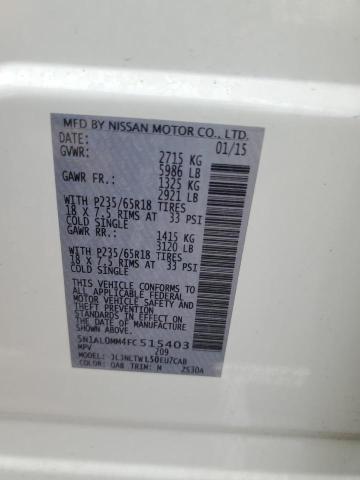 MFD BY NISSAN MOTOR CO., LTD.
DATE: 01/15
GVWR: 2715 KG
5986 LB
GAWR FR.: 1325 KG
2921 LB
WITH P235/65R18 TIRES
18 X 7.5 RIMS AT 33 PSI
COLD SINGLE
GAWR RR.: 1415 KG
3120 LB
WITH P235/65R18 TIRES
18 X 7.5 RIMS AT 33 PSI
COLD SINGLE
THIS VEHICLE CONFORMS
TO ALL APPLICABLE FEDERAL
MOTOR VEHICLE SAFETY
STANDARDS IN EFFECT ON
THE DATE OF MANUFACTURE
SHOWN ABOVE.
5N1AL0MM4FC515403
MPV Z09
MODEL: JL3NLTWL50EU7CAB
COLOR: QAB TRIM: M 2S30A